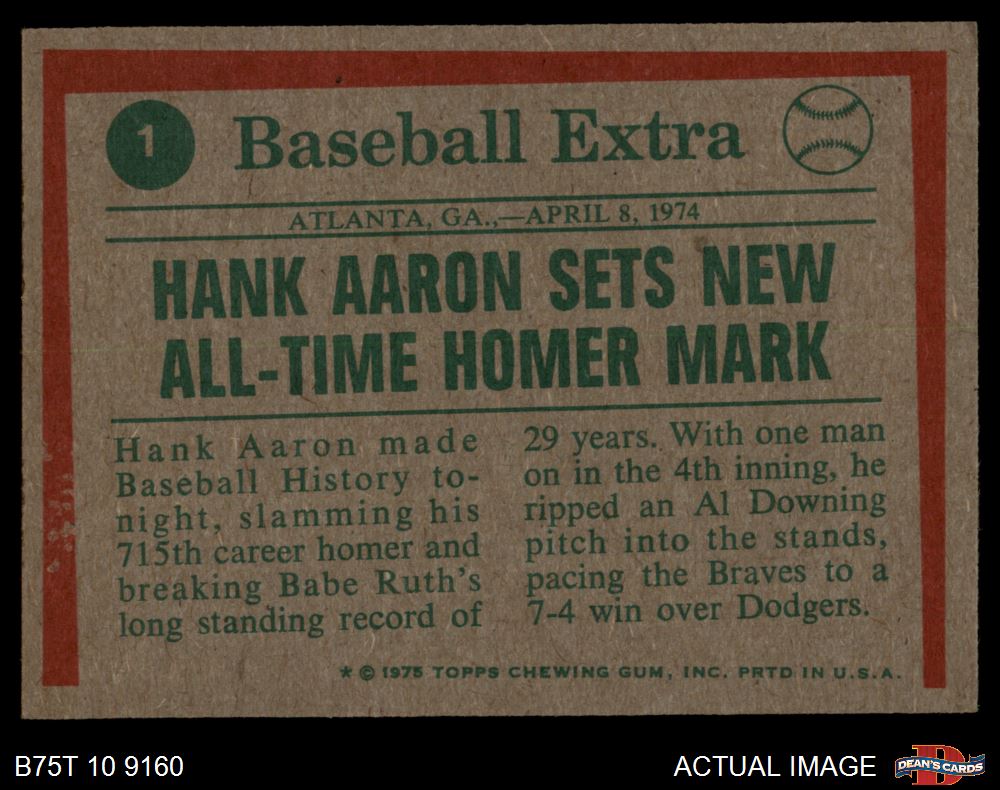 1
Baseball Extra
ATLANTA, GA.,—APRIL 8, 1974
HANK AARON SETS NEW
ALL-TIME HOMER MARK
Hank Aaron made
Baseball History to-
night, slamming his
715th career homer and
breaking Babe Ruth's
long standing record of
29 years. With one man
on in the 4th inning, he
ripped an Al Downing
pitch into the stands,
pacing the Braves to a
7-4 win over Dodgers.
* © 1975 TOPPS CHEWING GUM, INC. PRTD IN U.S.A.
B75T 10 9160
ACTUAL IMAGE
D
DEAN'S CARDS